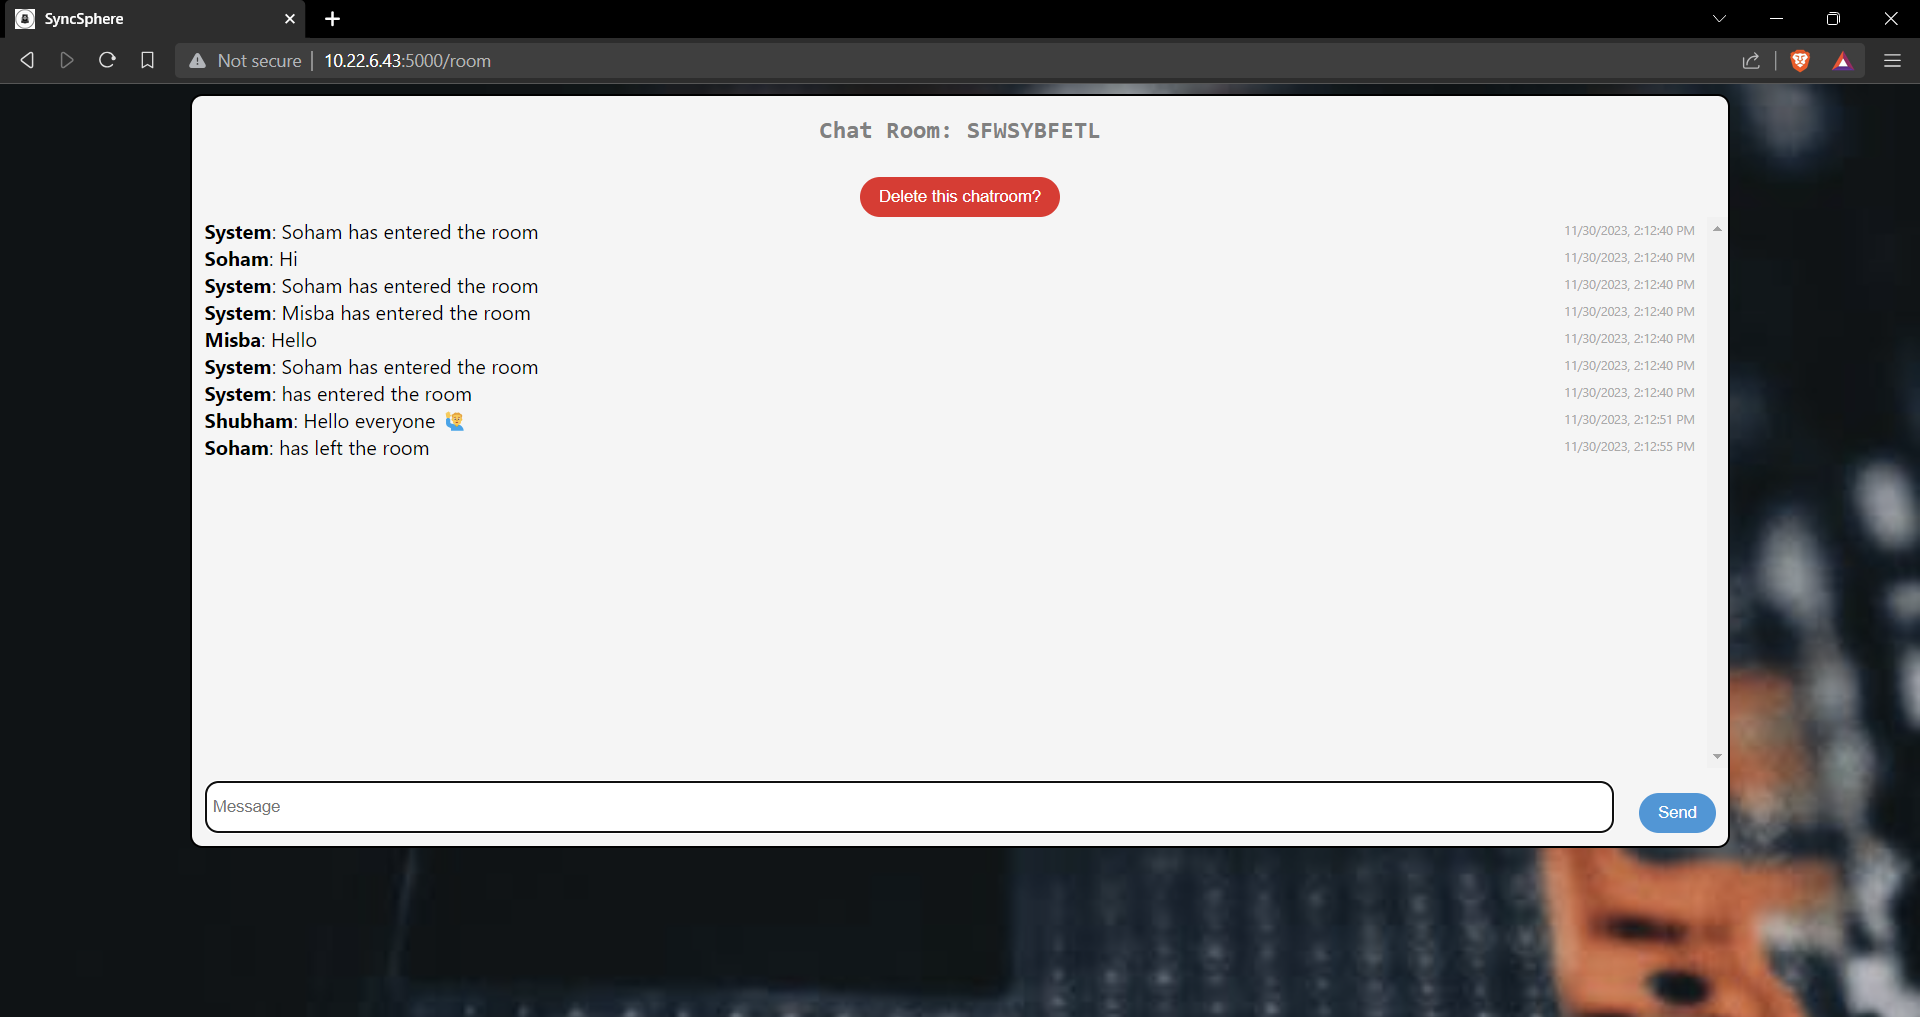 SyncSphere
Not secure | 10.22.6.43:5000/room
Chat Room: SFWSYBFETL
Delete this chatroom?
System: Soham has entered the room 11/30/2023, 2:12:40 PM
Soham: Hi 11/30/2023, 2:12:40 PM
System: Soham has entered the room 11/30/2023, 2:12:40 PM
System: Misba has entered the room 11/30/2023, 2:12:40 PM
Misba: Hello 11/30/2023, 2:12:40 PM
System: Soham has entered the room 11/30/2023, 2:12:40 PM
System: has entered the room 11/30/2023, 2:12:40 PM
Shubham: Hello everyone 🙋‍♂️ 11/30/2023, 2:12:51 PM
Soham: has left the room 11/30/2023, 2:12:55 PM
Message
Send